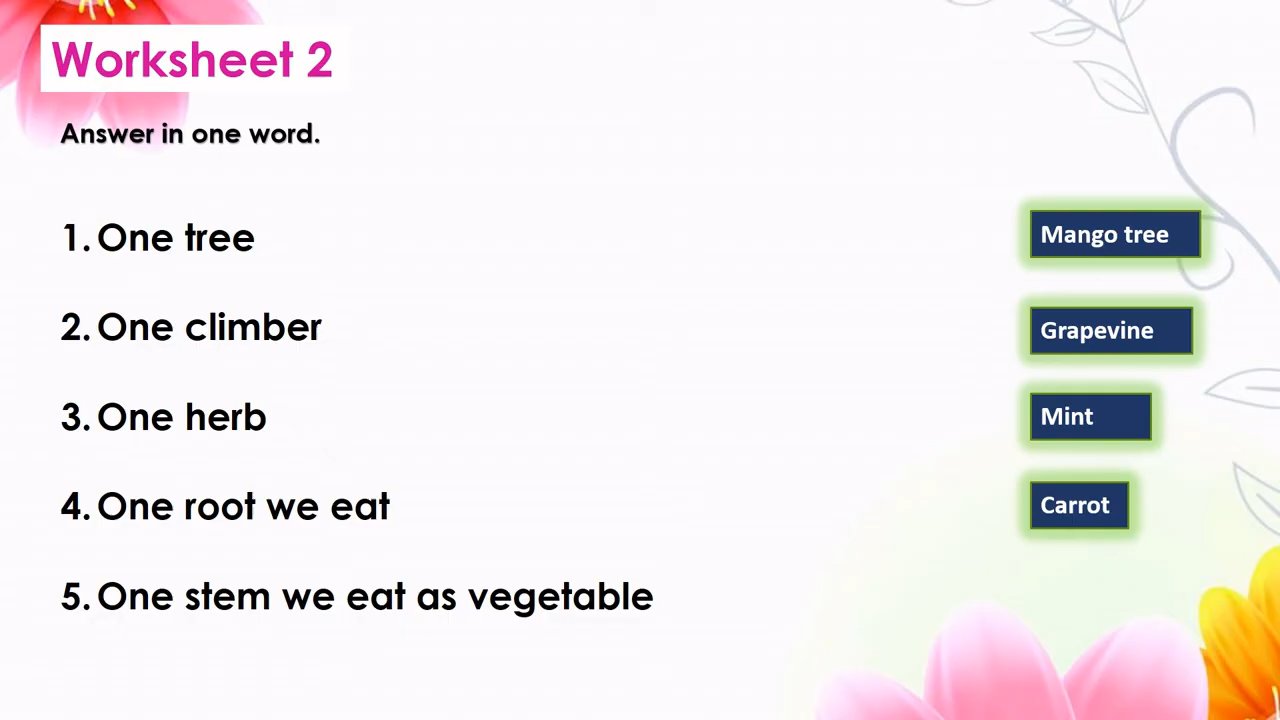 Worksheet 2
Answer in one word.
1. One tree
Mango tree
2. One climber
Grapevine
3. One herb
Mint
4. One root we eat
Carrot
5. One stem we eat as vegetable